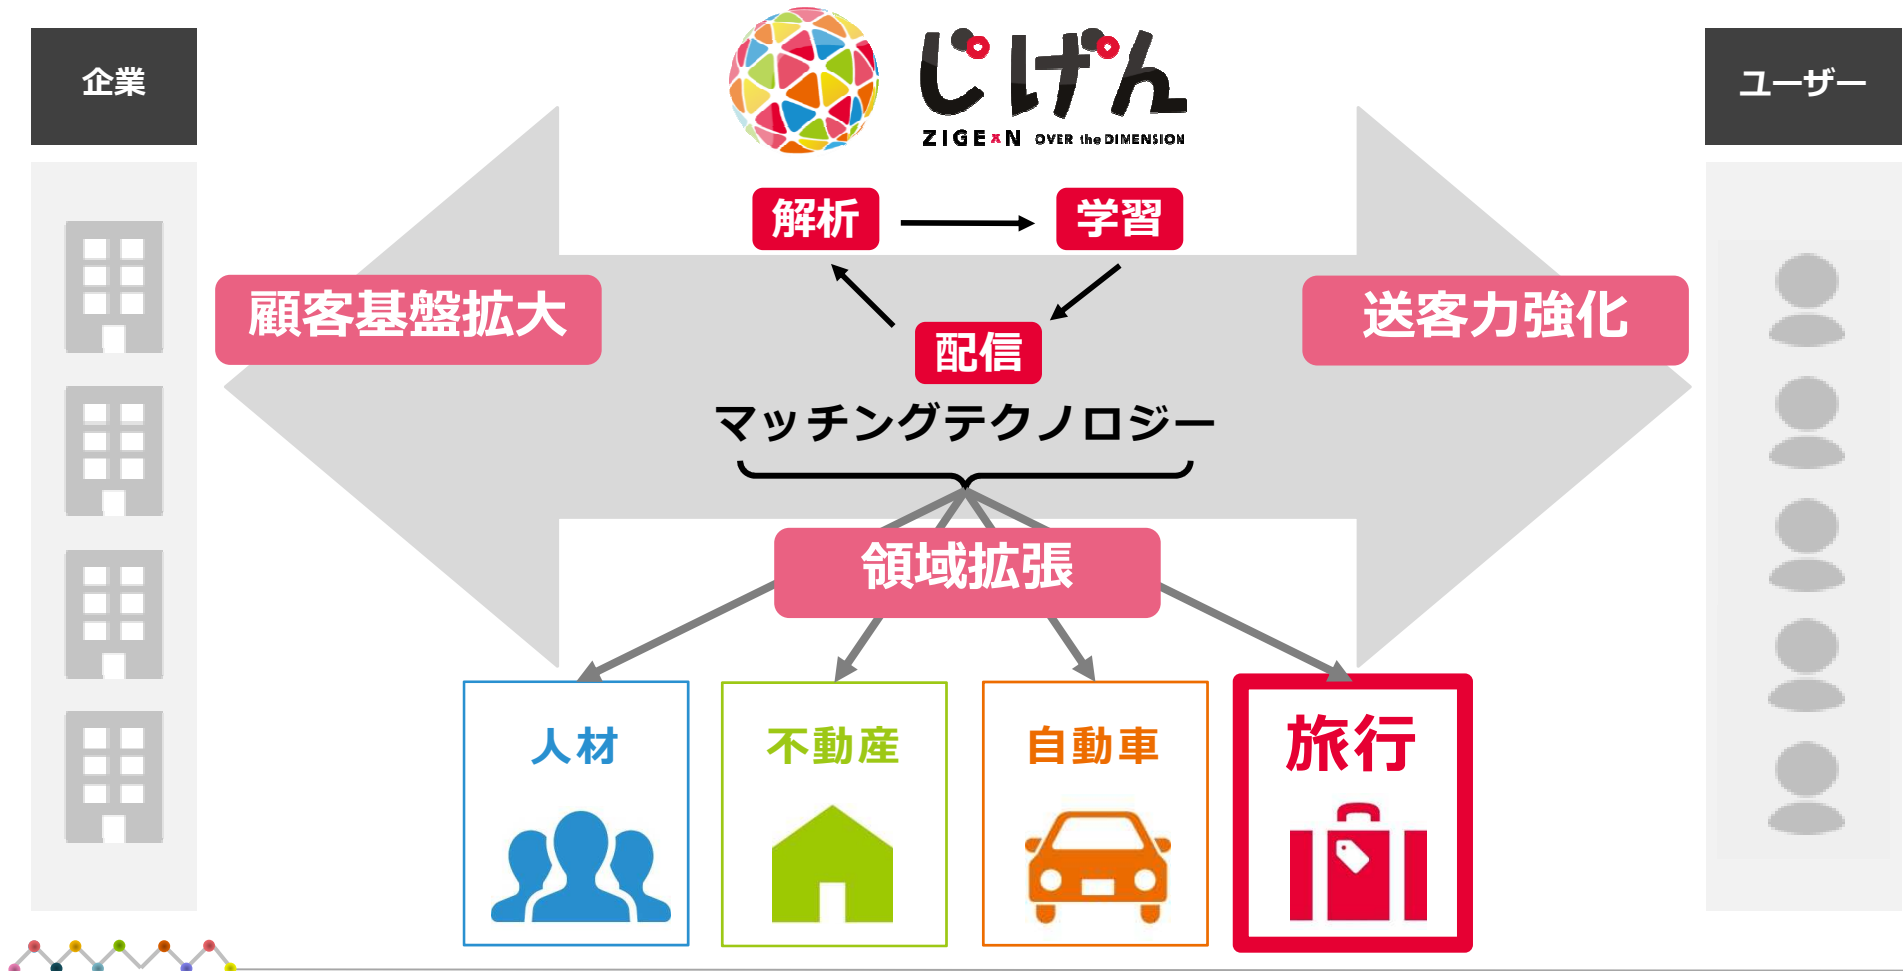 企業
じげん
ZIGExN OVER the DIMENSION
ユーザー
解析
学習
顧客基盤拡大
送客力強化
配信
マッチングテクノロジー
領域拡張
人材
不動産
自動車
旅行